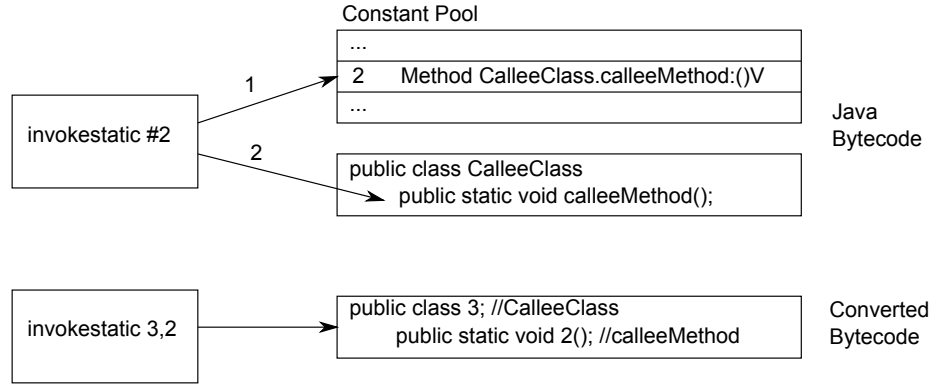 Constant Pool
...
2 Method CalleeClass.calleeMethod:()V
...
1
invokestatic #2
2
Java
Bytecode
public class CalleeClass
public static void calleeMethod();
invokestatic 3,2
public class 3; //CalleeClass
public static void 2(); //calleeMethod
Converted
Bytecode